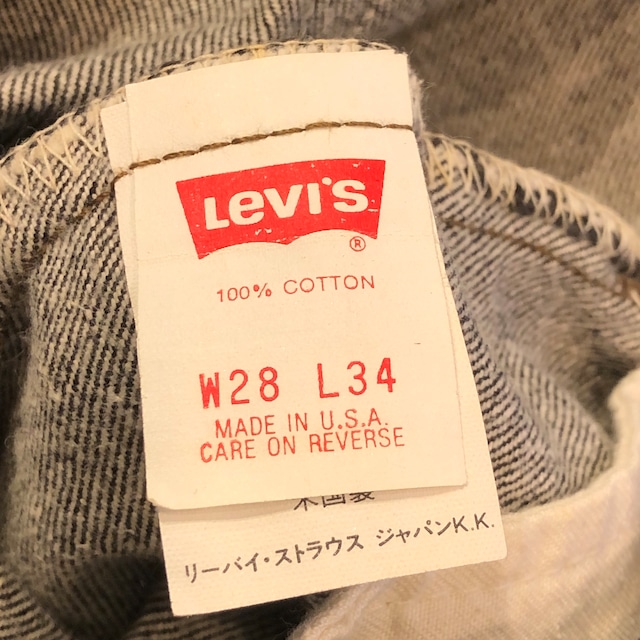 Levi's
®
100% COTTON
W28 L34
MADE IN U.S.A.
CARE ON REVERSE
米国製
リーバイ・ストラウス ジャパンK.K.